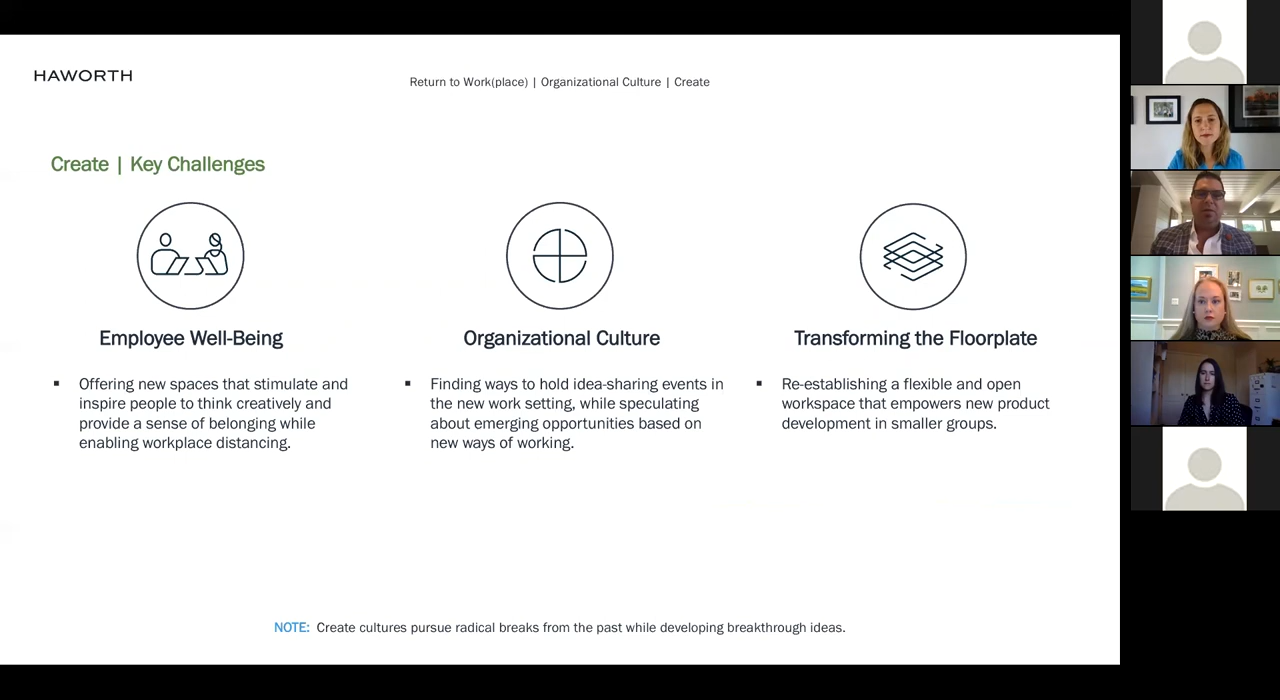 HAWORTH
Return to Work(place) | Organizational Culture | Create
Create | Key Challenges
Employee Well-Being
▪ Offering new spaces that stimulate and
inspire people to think creatively and
provide a sense of belonging while
enabling workplace distancing.
Organizational Culture
▪ Finding ways to hold idea-sharing events in
the new work setting, while speculating
about emerging opportunities based on
new ways of working.
Transforming the Floorplate
▪ Re-establishing a flexible and open
workspace that empowers new product
development in smaller groups.
NOTE: Create cultures pursue radical breaks from the past while developing breakthrough ideas.